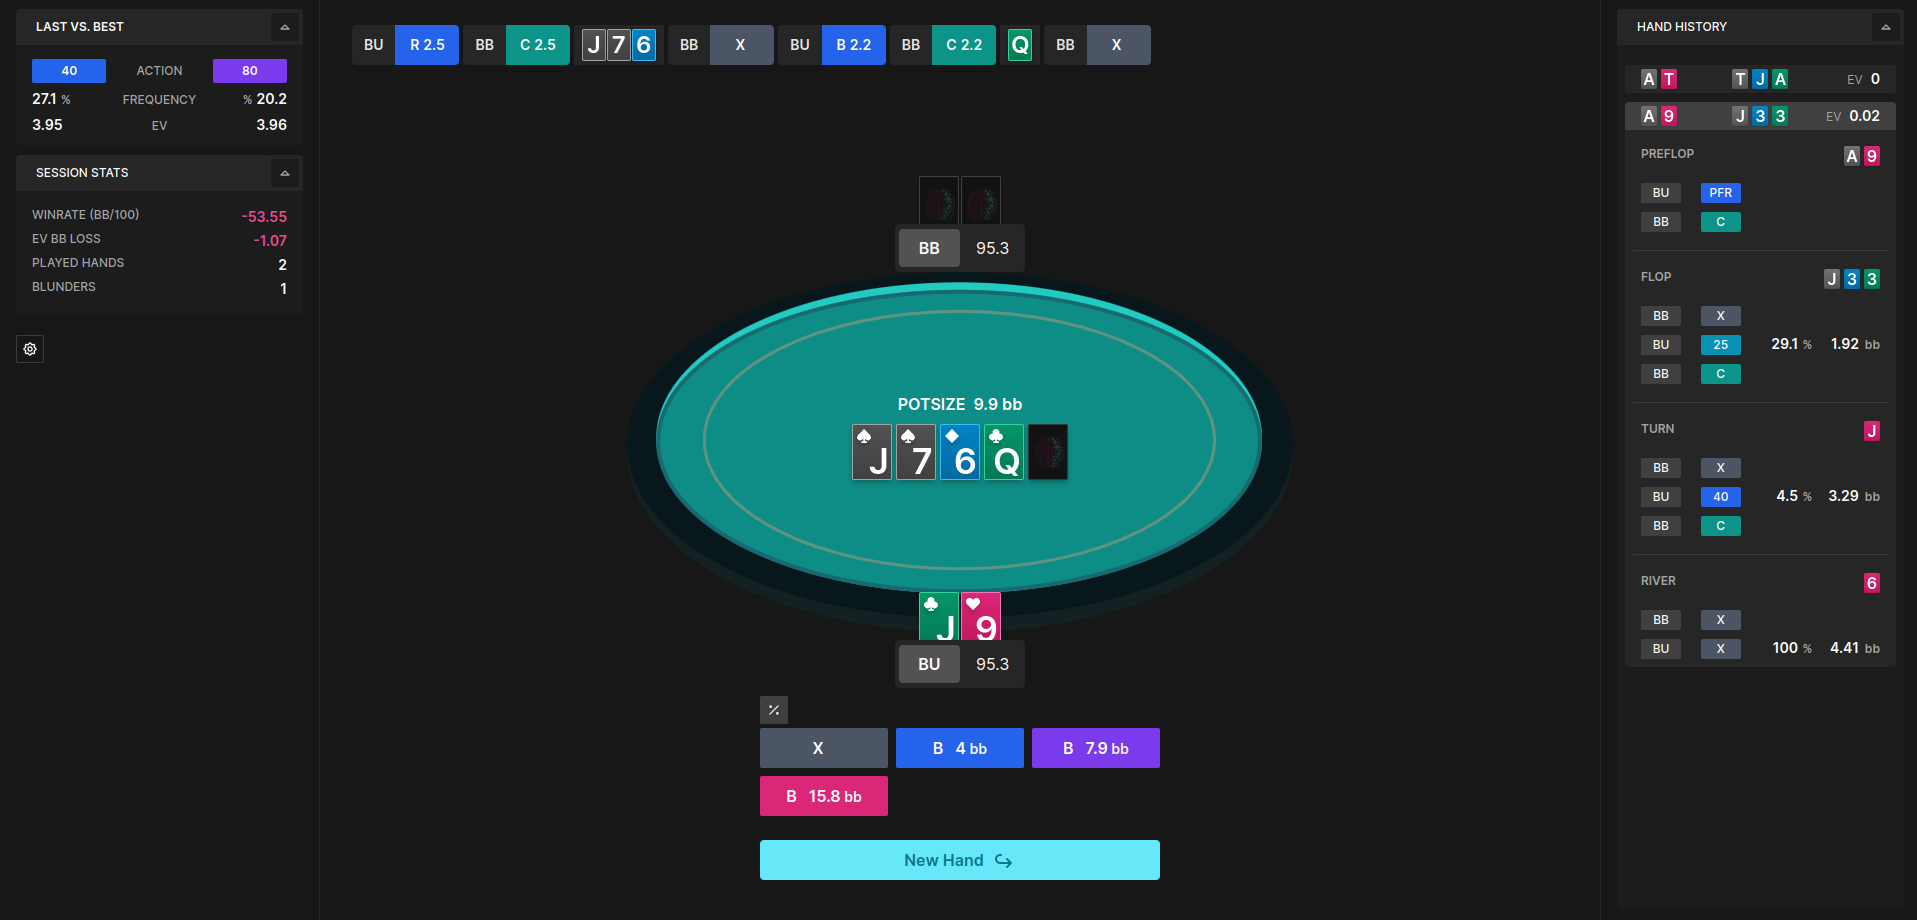 LAST VS. BEST
40 ACTION 80
27.1 % FREQUENCY % 20.2
3.95 EV 3.96
SESSION STATS
WINRATE (BB/100) -53.55
EV BB LOSS -1.07
PLAYED HANDS 2
BLUNDERS 1
BU R 2.5 BB C 2.5 J 7 6 BB X BU B 2.2 BB C 2.2 Q BB X
BB 95.3
POTSIZE 9.9 bb
J 7 6 Q
J 9
BU 95.3
X B 4 bb B 7.9 bb
B 15.8 bb
New Hand
HAND HISTORY
A T T J A EV 0
A 9 J 3 3 EV 0.02
PREFLOP A 9
BU PFR
BB C
FLOP J 3 3
BB X
BU 25 29.1 % 1.92 bb
BB C
TURN J
BB X
BU 40 4.5 % 3.29 bb
BB C
RIVER 6
BB X
BU X 100 % 4.41 bb